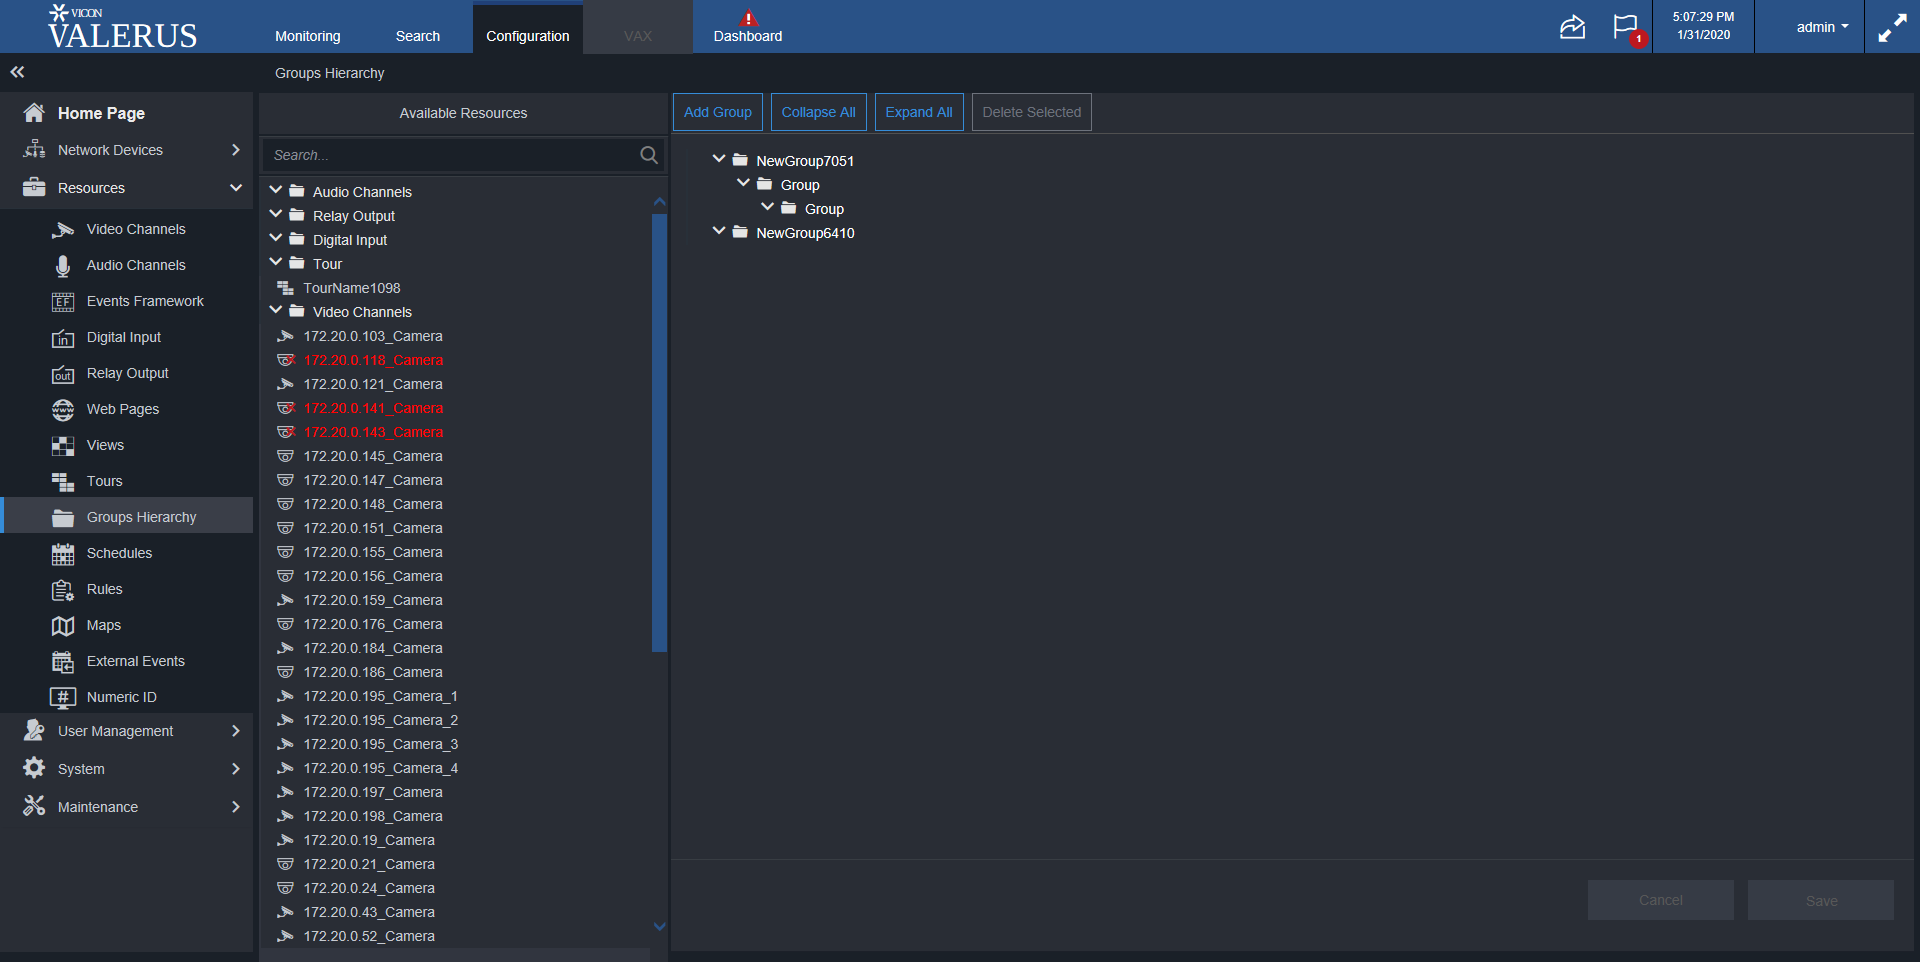 VICON
VALERUS
Monitoring
Search
Configuration
VAX
Dashboard
1
5:07:29 PM
1/31/2020
admin
Groups Hierarchy
Home Page
Network Devices
Resources
Video Channels
Audio Channels
EF
Events Framework
in
Digital Input
out
Relay Output
www
Web Pages
Views
Tours
Groups Hierarchy
Schedules
Rules
Maps
External Events
#
Numeric ID
User Management
System
Maintenance
Available Resources
Search...
Audio Channels
Relay Output
Digital Input
Tour
TourName1098
Video Channels
172.20.0.103_Camera
172.20.0.118_Camera
172.20.0.121_Camera
172.20.0.141_Camera
172.20.0.143_Camera
172.20.0.145_Camera
172.20.0.147_Camera
172.20.0.148_Camera
172.20.0.151_Camera
172.20.0.155_Camera
172.20.0.156_Camera
172.20.0.159_Camera
172.20.0.176_Camera
172.20.0.184_Camera
172.20.0.186_Camera
172.20.0.195_Camera_1
172.20.0.195_Camera_2
172.20.0.195_Camera_3
172.20.0.195_Camera_4
172.20.0.197_Camera
172.20.0.198_Camera
172.20.0.19_Camera
172.20.0.21_Camera
172.20.0.24_Camera
172.20.0.43_Camera
172.20.0.52_Camera
Add Group
Collapse All
Expand All
Delete Selected
NewGroup7051
Group
Group
NewGroup6410
Cancel
Save